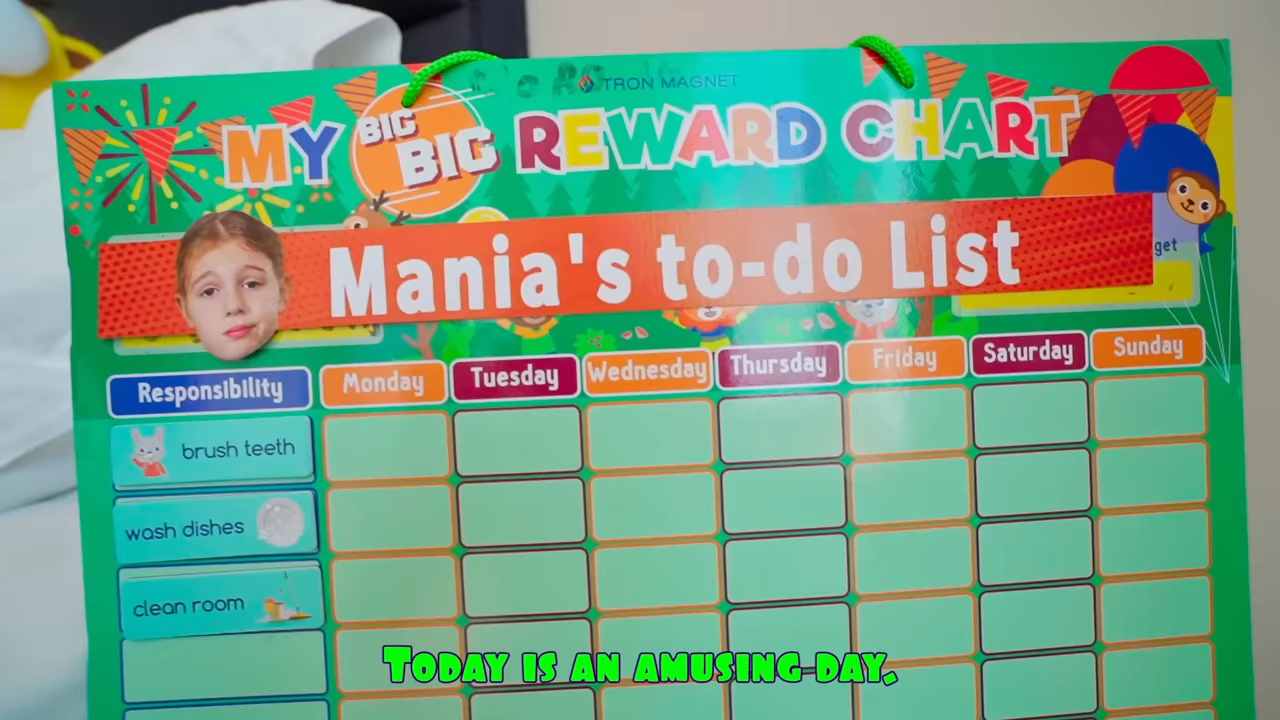 TRON MAGNET
MY BIG BIG REWARD CHART
Mania's to-do List
get
Responsibility Monday Tuesday Wednesday Thursday Friday Saturday Sunday
brush teeth
wash dishes
clean room
TODAY IS AN AMUSING DAY,